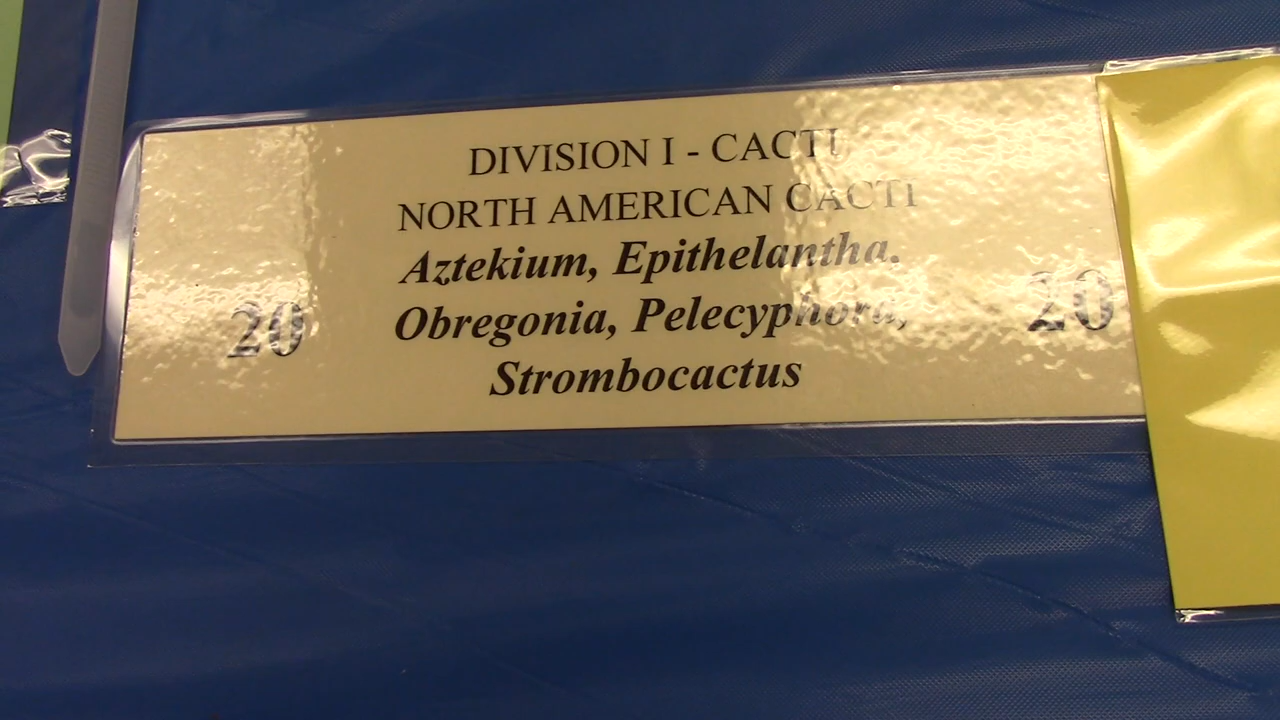 DIVISION I - CACTI
NORTH AMERICAN CACTI
Aztekium, Epithelantha,
Obregonia, Pelecyphora,
20 20
Strombocactus